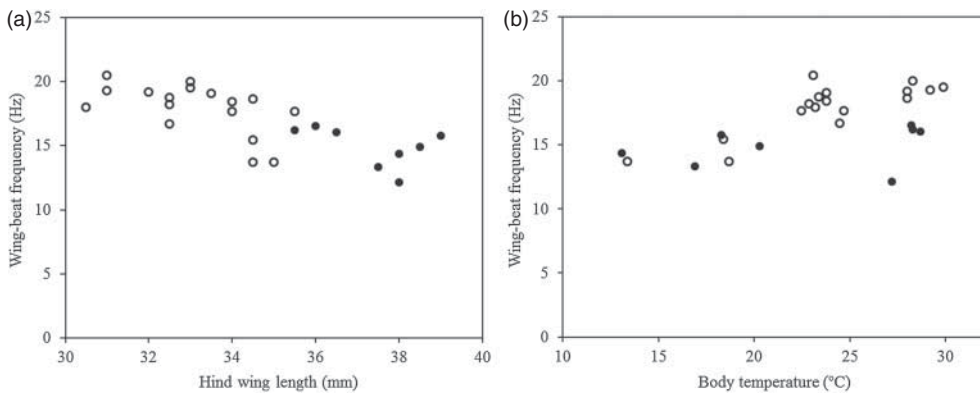 (a)
25
20
15
10
5
0
Wing-beat frequency (Hz)
30 32 34 36 38 40
Hind wing length (mm)
(b)
25
20
15
10
5
0
Wing-beat frequency (Hz)
10 15 20 25 30
Body temperature (°C)